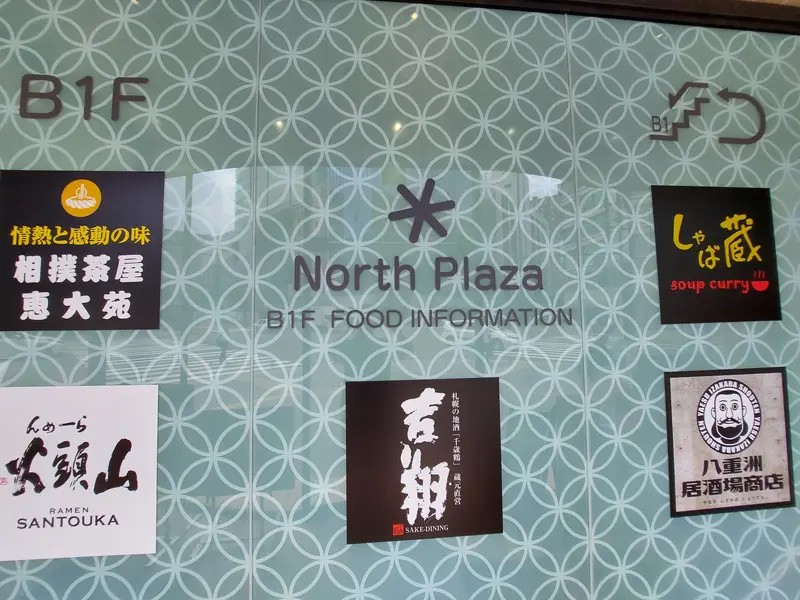 B1F
B1
North Plaza
B1F FOOD INFORMATION
情熱と感動の味
相撲茶屋
恵大苑
しゃば蔵
soup curry
らーめん
山頭火
RAMEN
SANTOUKA
吉翔
札幌の地酒「千歳鶴」蔵元直営
SAKE-DINING
YAESU IZAKABA SHOUTEN
八重洲
居酒場商店